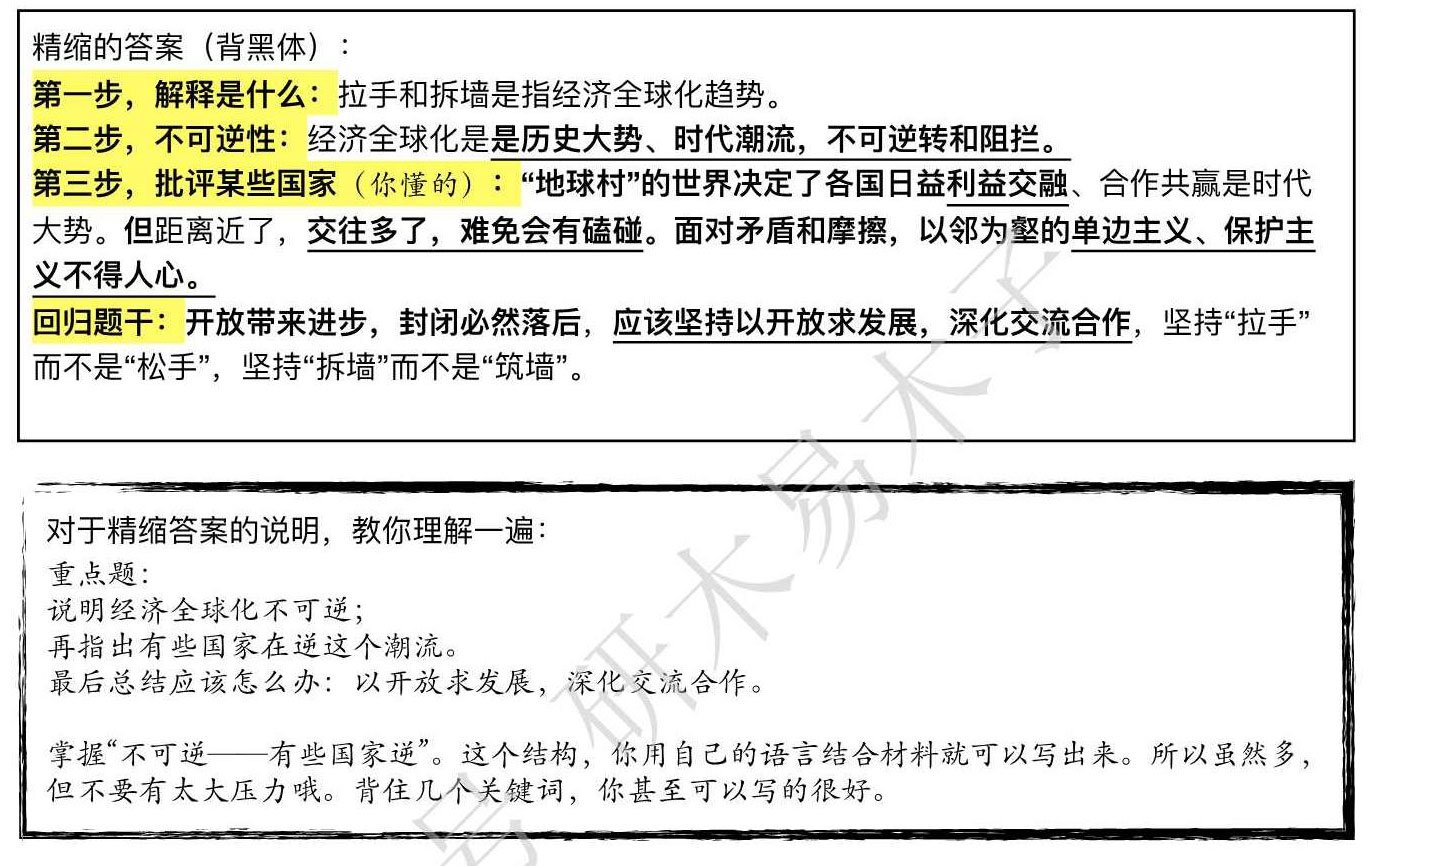 精缩的答案（背黑体）：
第一步，解释是什么：拉手和拆墙是指经济全球化趋势。
第二步，不可逆性：经济全球化是是历史大势、时代潮流，不可逆转和阻拦。
第三步，批评某些国家（你懂的）：“地球村”的世界决定了各国日益利益交融、合作共赢是时代
大势。但距离近了，交往多了，难免会有磕碰。面对矛盾和摩擦，以邻为壑的单边主义、保护主
义不得人心。
回归题干：开放带来进步，封闭必然落后，应该坚持以开放求发展，深化交流合作，坚持“拉手”
而不是“松手”，坚持“拆墙”而不是“筑墙”。
对于精缩答案的说明，教你理解一遍：
重点题：
说明经济全球化不可逆；
再指出有些国家在逆这个潮流。
最后总结应该怎么办：以开放求发展，深化交流合作。
掌握“不可逆——有些国家逆”。这个结构，你用自己的语言结合材料就可以写出来。所以虽然多，
但不要有太大压力哦。背住几个关键词，你甚至可以写的很好。
号 研木易木子